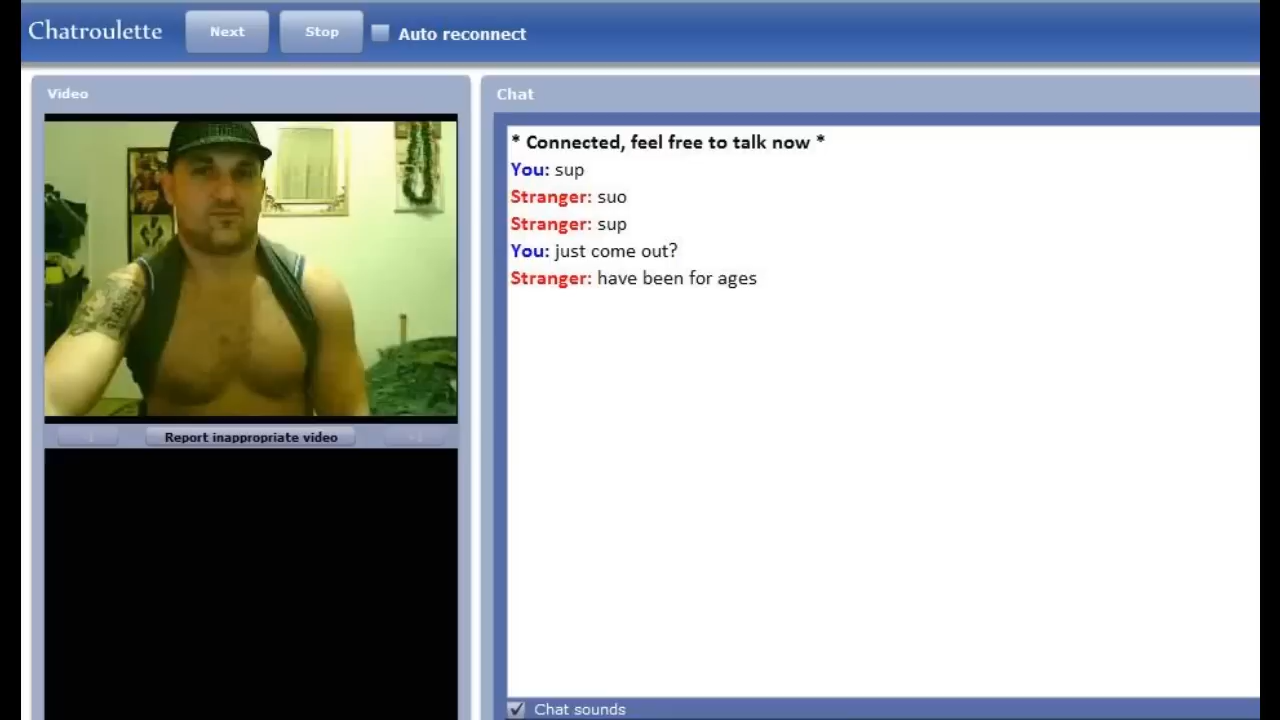 Chatroulette Next Stop Auto reconnect
Video
Report inappropriate video
Chat
* Connected, feel free to talk now *
You: sup
Stranger: suo
Stranger: sup
You: just come out?
Stranger: have been for ages
Chat sounds